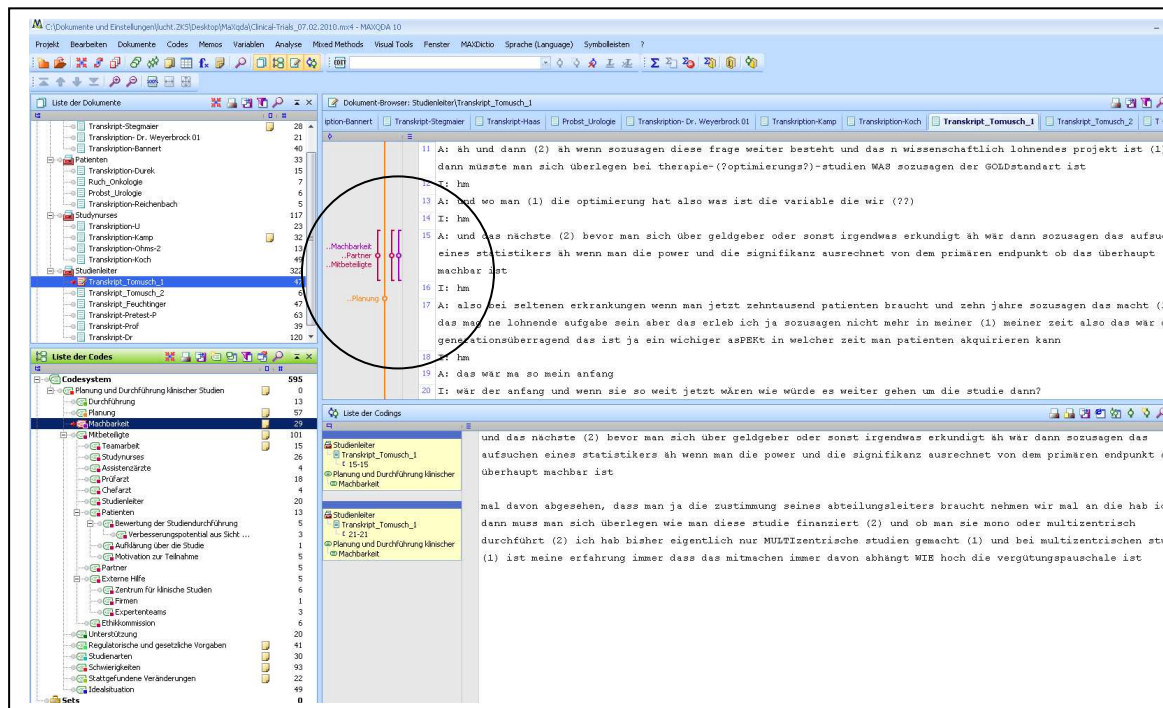 C:\Dokumente und Einstellungen\lucht.ZKS\Desktop\MaXqda\Clinical-Trials_07.02.2010.mx4 - MAXQDA 10
Projekt Bearbeiten Dokumente Codes Memos Variablen Analyse Mixed Methods Visual Tools Fenster MAXDictio Sprache (Language) Symbolleisten ?
Liste der Dokumente
Transkript-Stegmaier 28
Transkription- Dr. Weyerbrock 01 21
Transkription-Bannert 40
Patienten 33
Transkription-Durek 15
Ruch_Onkologie 7
Probst_Urologie 6
Transkription-Reichenbach 5
Studynurses 117
Transkription-U 23
Transkription-Kamp 32
Transkription-Ohms-2 13
Transkription-Koch 49
Studienleiter 322
Transkript_Tomusch_1 47
Transkript_Tomusch_2 6
Transkript_Feuchtinger 47
Transkript-Pretest-P 63
Transkript-Prof 39
Transkript-Dr 120
Liste der Codes
Codesystem 595
Planung und Durchführung klinischer Studien 0
Durchführung 13
Planung 57
Machbarkeit 29
Mitbeteiligte 101
Teamarbeit 15
Studynurses 26
Assistenzärzte 4
Prüfarzt 18
Chefarzt 4
Studienleiter 20
Patienten 13
Bewertung der Studiendurchführung 5
Verbesserungspotential aus Sicht ... 3
Aufklärung über die Studie 1
Motivation zur Teilnahme 5
Partner 5
Externe Hilfe 5
Zentrum für klinische Studien 6
Firmen 1
Expertenteams 3
Ethikkommission 6
Unterstützung 20
Regulatorische und gesetzliche Vorgaben 41
Studienarten 30
Schwierigkeiten 93
Stattgefundene Veränderungen 22
Idealsituation 49
Sets 0
Dokument-Browser: Studienleiter\Transkript_Tomusch_1
iption-Bannert Transkript-Stegmaier Transkript-Haas Probst_Urologie Transkription- Dr. Weyerbrock 01 Transkription-Kamp Transkription-Koch Transkript_Tomusch_1 Transkript_Tomusch_2 T
11 A: äh und dann (2) äh wenn sozusagen diese frage weiter besteht und das n wissenschaftlich lohnendes projekt ist (1)
dann müsste man sich überlegen bei therapie-(?optimierungs?)-studien WAS sozusagen der GOLDstandart ist
12 I: hm
13 A: und wo man (1) die optimierung hat also was ist die variable die wir (??)
14 I: hm
15 A: und das nächste (2) bevor man sich über geldgeber oder sonst irgendwas erkundigt äh wär dann sozusagen das aufsu
eines statistikers äh wenn man die power und die signifikanz ausrechnet von dem primären endpunkt ob das überhaupt
machbar ist
..Machbarkeit
..Partner
..Mitbeteiligte
16 I: hm
..Planung
17 A: also bei seltenen erkrankungen wenn man jetzt zehntausend patienten braucht und zehn jahre sozusagen das macht (
das mag ne lohnende aufgabe sein aber das erleb ich ja sozusagen nicht mehr in meiner (1) meiner zeit also das wär
generationsüberragend das ist ja ein wichiger asPEKt in welcher zeit man patienten akquirieren kann
18 I: hm
19 A: das wär ma so mein anfang
20 I: wär der anfang und wenn sie so weit jetzt wÄren wie würde es weiter gehen um die studie dann?
Liste der Codings
Studienleiter
Transkript_Tomusch_1
15-15
Planung und Durchführung klinischer
Machbarkeit
und das nächste (2) bevor man sich über geldgeber oder sonst irgendwas erkundigt äh wär dann sozusagen das
aufsuchen eines statistikers äh wenn man die power und die signifikanz ausrechnet von dem primären endpunkt
überhaupt machbar ist
Studienleiter
Transkript_Tomusch_1
21-21
Planung und Durchführung klinischer
Machbarkeit
mal davon abgesehen, dass man ja die zustimmung seines abteilungsleiters braucht nehmen wir mal an die hab ic
dann muss man sich überlegen wie man diese studie finanziert (2) und ob man sie mono oder multizentrisch
durchführt (2) ich hab bisher eigentlich nur MULTIzentrische studien gemacht (1) und bei multizentrischen stu
(1) ist meine erfahrung immer dass das mitmachen immer davon abhängt WIE hoch die vergütungspauschale ist